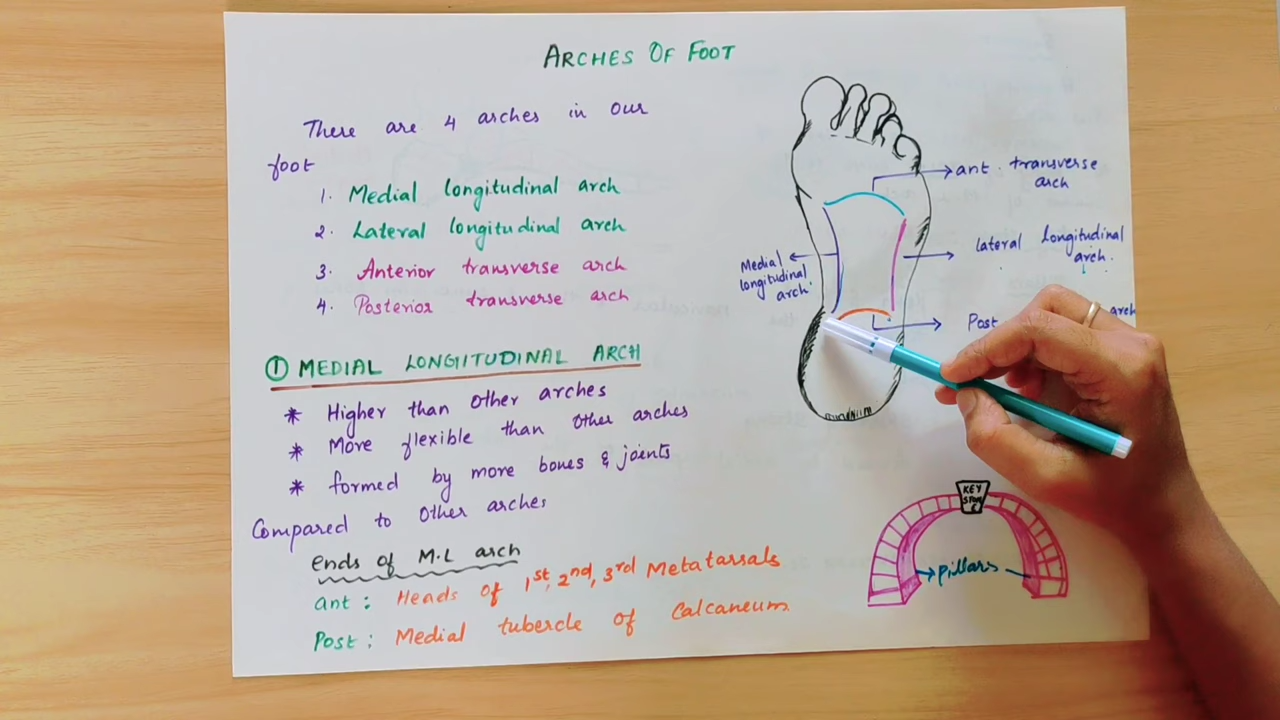 ARCHES OF FOOT
There are 4 arches in our
foot
1. Medial longitudinal arch
2. Lateral longitudinal arch
3. Anterior transverse arch
4. Posterior transverse arch
① MEDIAL LONGITUDINAL ARCH
* Higher than other arches
* More flexible than other arches
* formed by more bones & joints
Compared to other arches
ends of M.L arch
ant : Heads of 1st, 2nd, 3rd Metatarsals
Post : Medial tubercle of Calcaneum
ant. transverse
arch
lateral longitudinal
arch.
Medial
longitudinal
arch
Post
arch
KEY
STONE
Pillars